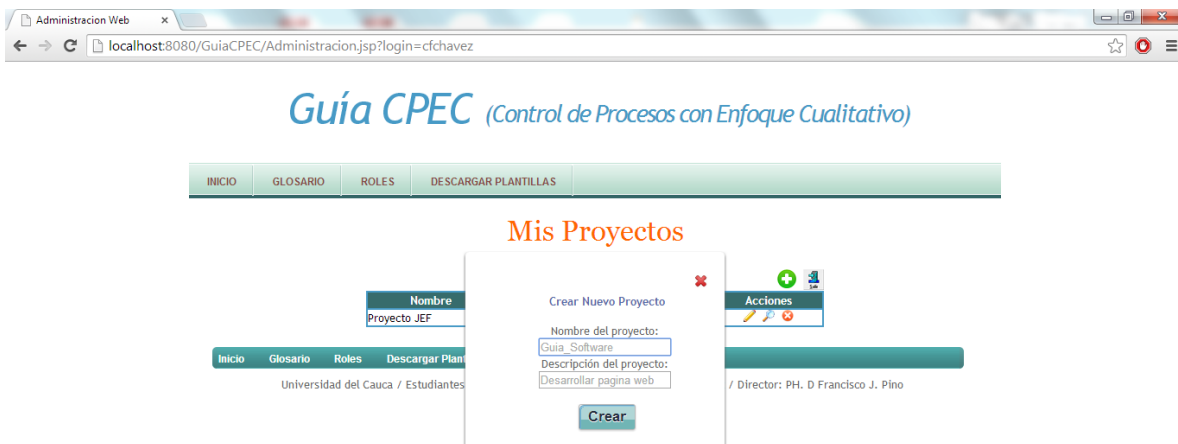 Administracion Web
localhost:8080/GuiaCPEC/Administracion.jsp?login=cfchavez
Guía CPEC (Control de Procesos con Enfoque Cualitativo)
INICIO GLOSARIO ROLES DESCARGAR PLANTILLAS
Mis Proyectos
Nombre Acciones
Proyecto JEF
Crear Nuevo Proyecto
Nombre del proyecto:
Guia_Software
Descripción del proyecto:
Desarrollar pagina web
Crear
Inicio Glosario Roles Descargar Plant
Universidad del Cauca / Estudiantes / Director: PH. D Francisco J. Pino